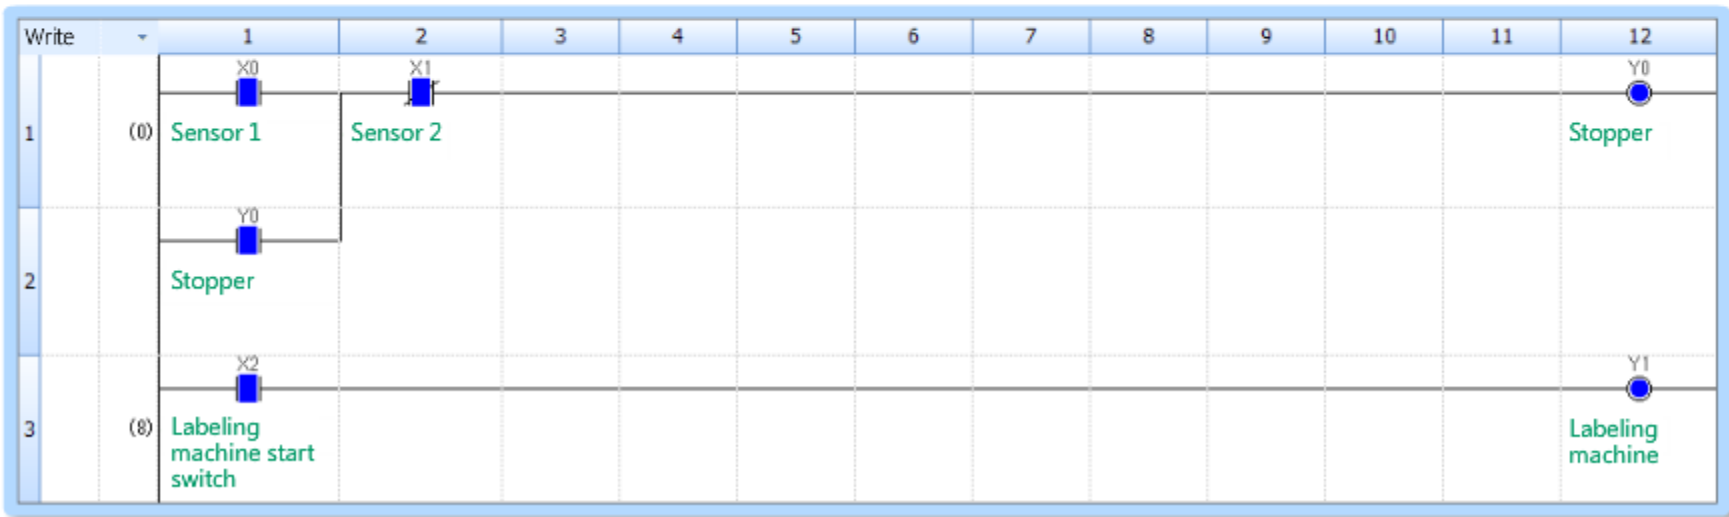 Write 1 2 3 4 5 6 7 8 9 10 11 12
X0 X1 Y0
1 (0) Sensor 1 Sensor 2 Stopper
Y0
2 Stopper
X2 Y1
3 (8) Labeling Labeling
machine start machine
switch